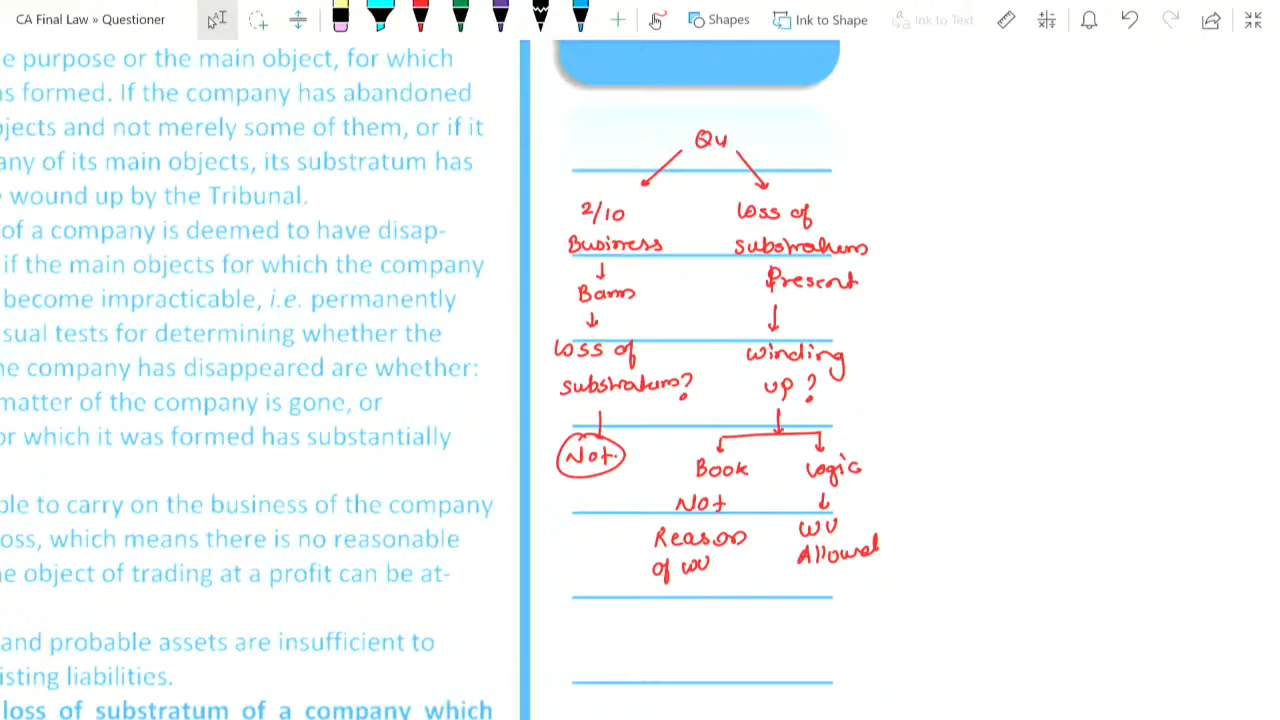 CA Final Law » Questioner
Shapes
Ink to Shape
Ink to Text
e purpose or the main object, for which
as formed. If the company has abandoned
bjects and not merely some of them, or if it
any of its main objects, its substratum has
wound up by the Tribunal.
of a company is deemed to have disap-
if the main objects for which the company
become impracticable, i.e. permanently
sual tests for determining whether the
he company has disappeared are whether:
matter of the company is gone, or
or which it was formed has substantially
ble to carry on the business of the company
oss, which means there is no reasonable
he object of trading at a profit can be at-
and probable assets are insufficient to
isting liabilities.
loss of substratum of a company which
Q4
2/10
Business
Bann
Loss of
substratum?
Not
Loss of
substratum
Present
Winding
up?
Book
Not
Reason
of WU
Logic
WU
Allowed